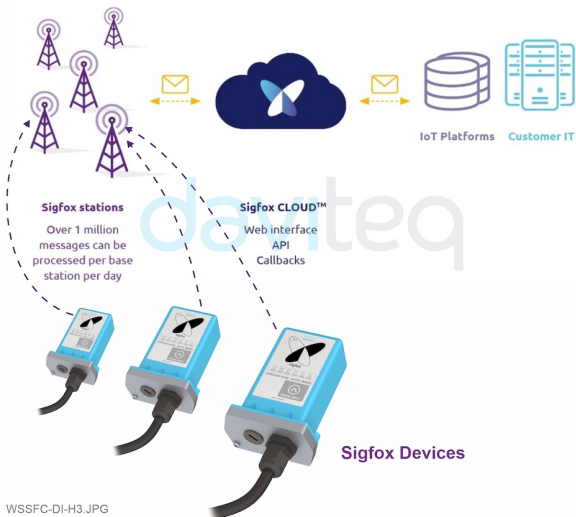 IoT Platforms
Customer IT
Sigfox stations
Over 1 million
messages can be
processed per base
station per day
Sigfox CLOUD™
Web interface
API
Callbacks
daviteq
Sigfox Devices
WSSFC-DI-H3.JPG